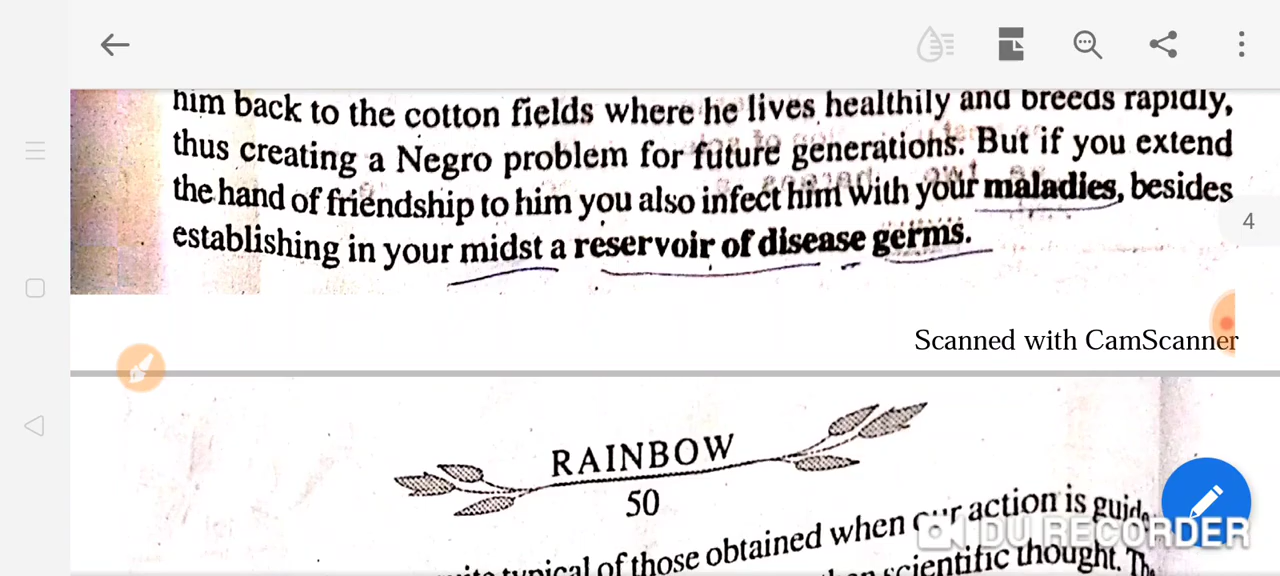 him back to the cotton fields where he lives healthily and breeds rapidly,
thus creating a Negro problem for future generations. But if you extend
the hand of friendship to him you also infect him with your maladies, besides
establishing in your midst a reservoir of disease germs.
4
Scanned with CamScanner
RAINBOW
50
typical of those obtained when our action is
scientific thought.
DU RECORDER